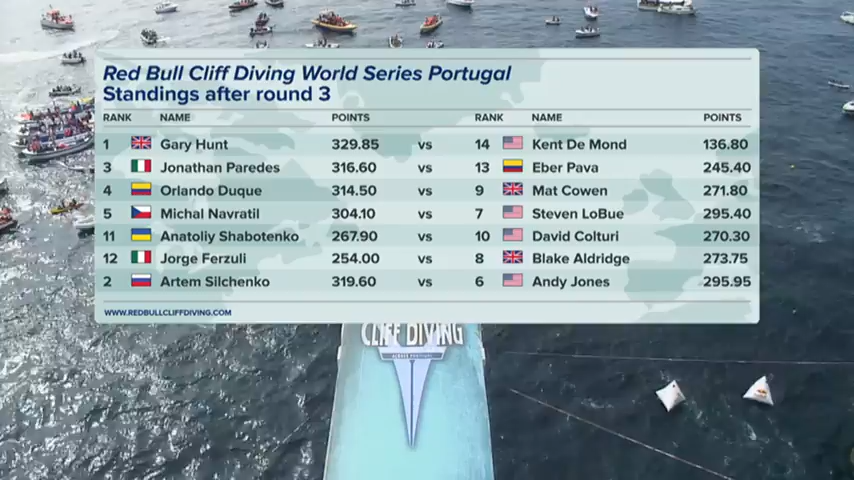 Red Bull Cliff Diving World Series Portugal
Standings after round 3
RANK NAME POINTS RANK NAME POINTS
1 Gary Hunt 329.85 vs 14 Kent De Mond 136.80
3 Jonathan Paredes 316.60 vs 13 Eber Pava 245.40
4 Orlando Duque 314.50 vs 9 Mat Cowen 271.80
5 Michal Navratil 304.10 vs 7 Steven LoBue 295.40
11 Anatoliy Shabotenko 267.90 vs 10 David Colturi 270.30
12 Jorge Ferzuli 254.00 vs 8 Blake Aldridge 273.75
2 Artem Silchenko 319.60 vs 6 Andy Jones 295.95
WWW.REDBULLCLIFFDIVING.COM
CLIFF DIVING